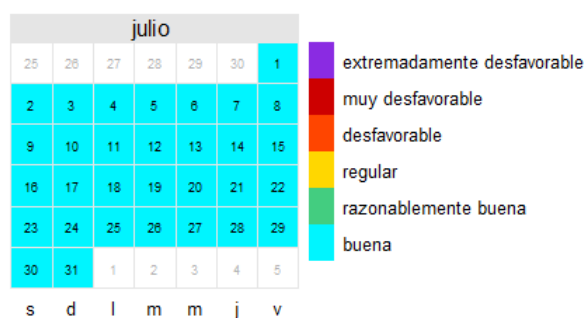 julio
25 26 27 28 29 30 1
2 3 4 5 6 7 8
9 10 11 12 13 14 15
16 17 18 19 20 21 22
23 24 25 26 27 28 29
30 31 1 2 3 4 5
s d l m m j v
extremadamente desfavorable
muy desfavorable
desfavorable
regular
razonablemente buena
buena